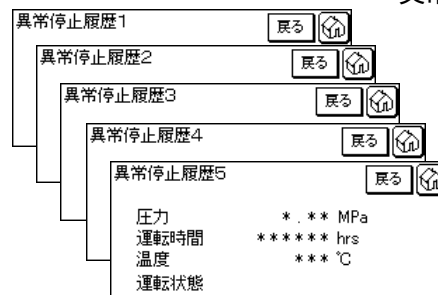 異常停止履歴1 戻る
異常停止履歴2 戻る
異常停止履歴3 戻る
異常停止履歴4 戻る
異常停止履歴5 戻る
圧力 *.** MPa
運転時間 ****** hrs
温度 *** ℃
運転状態